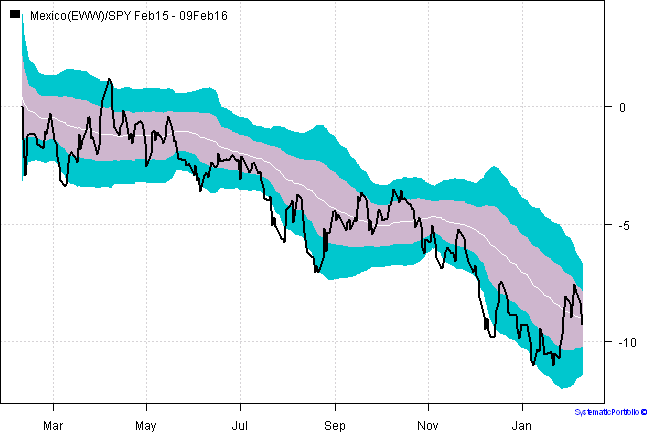 Mexico(EWW)/SPY Feb15 - 09Feb16
0
-5
-10
Mar May Jul Sep Nov Jan
SystematicPortfolio ©